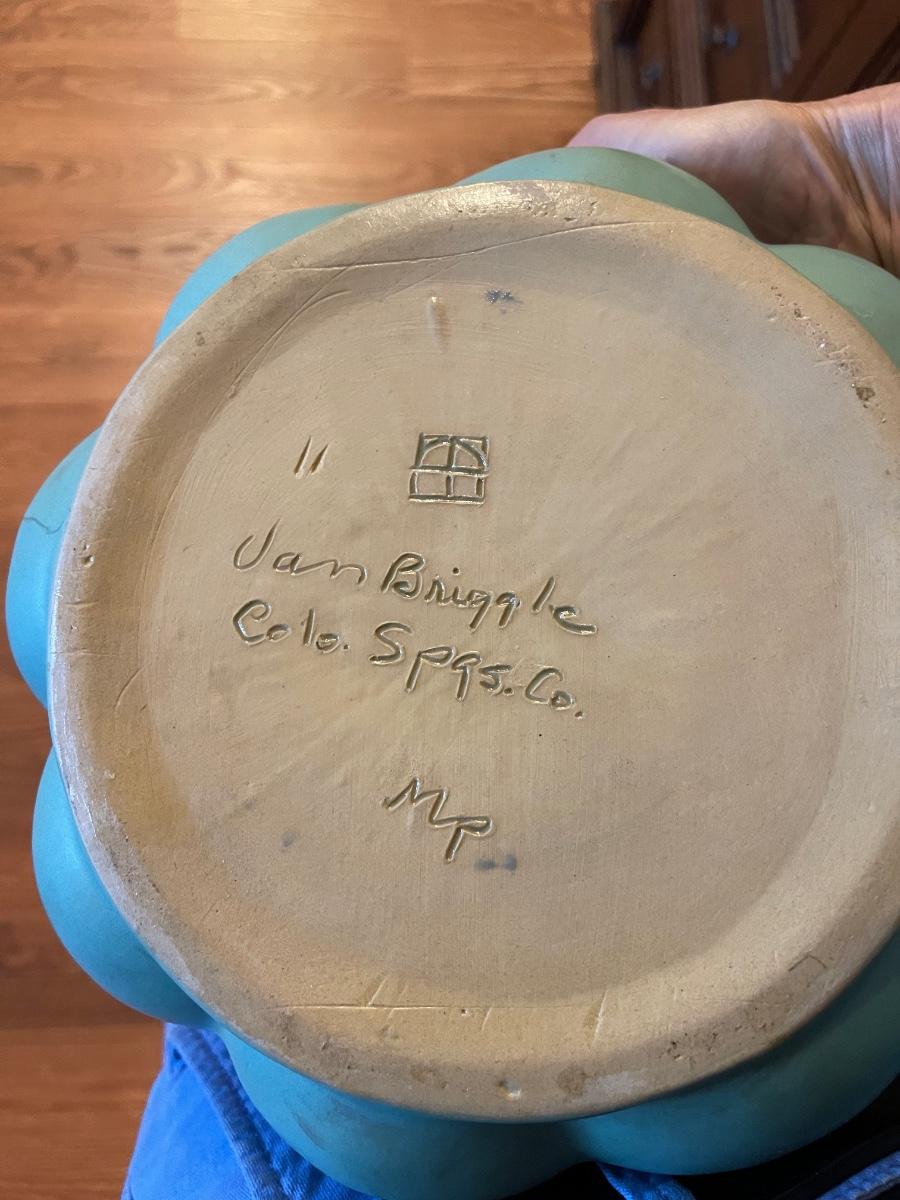 11
Van Briggle
Colo. Spgs. Co.
MP